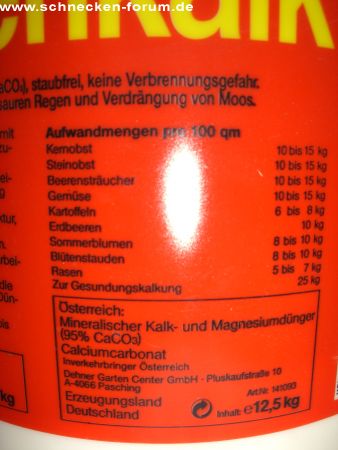 www.schnecken-forum.de
enkalk
aCO₃), staubfrei, keine Verbrennungsgefahr.
sauren Regen und Verdrängung von Moos.
mit
Aufwandmengen pro 100 qm
Kernobst 10 bis 15 kg
Steinobst 10 bis 15 kg
Beerensträucher 10 bis 15 kg
Gemüse 10 bis 15 kg
Kartoffeln 6 bis 8 kg
Erdbeeren 10 kg
Sommerblumen 8 bis 10 kg
Blütenstauden 8 bis 10 kg
Rasen 5 bis 7 kg
Zur Gesundungskalkung 25 kg
Österreich:
Mineralischer Kalk- und Magnesiumdünger
(95% CaCO₃)
Calciumcarbonat
Inverkehrbringer Österreich
Dehner Garten Center GmbH · Pluskaufstraße 10
A-4066 Pasching
Art.Nr. 141093
Erzeugungsland
Deutschland
Inhalt: e 12,5 kg
kg